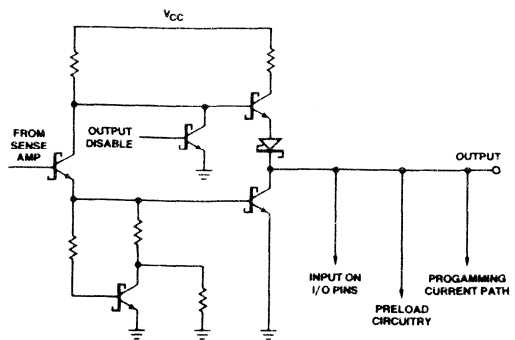 VCC
FROM
SENSE
AMP
OUTPUT
DISABLE
OUTPUT
INPUT ON
I/O PINS
PRELOAD
CIRCUITRY
PROGAMMING
CURRENT PATH